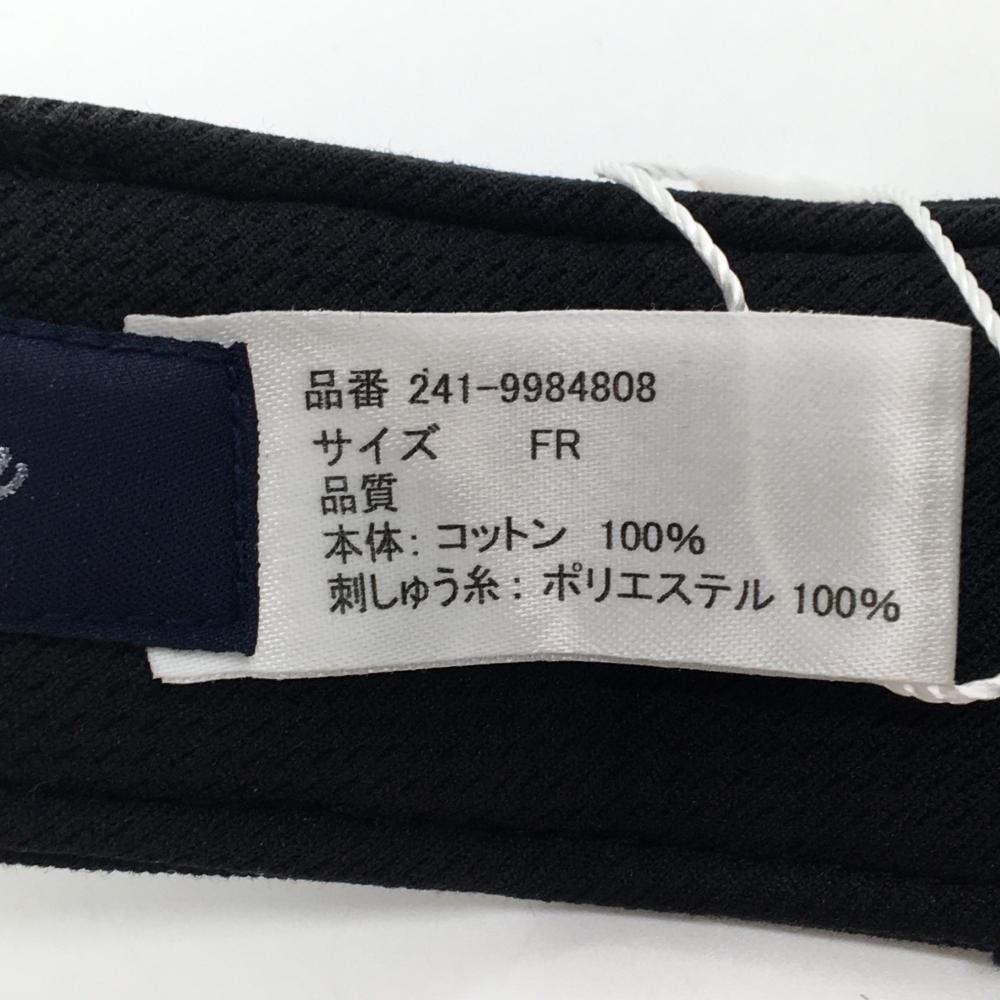 品番 241-9984808
サイズ FR
品質
本体: コットン 100%
刺しゅう糸: ポリエステル 100%